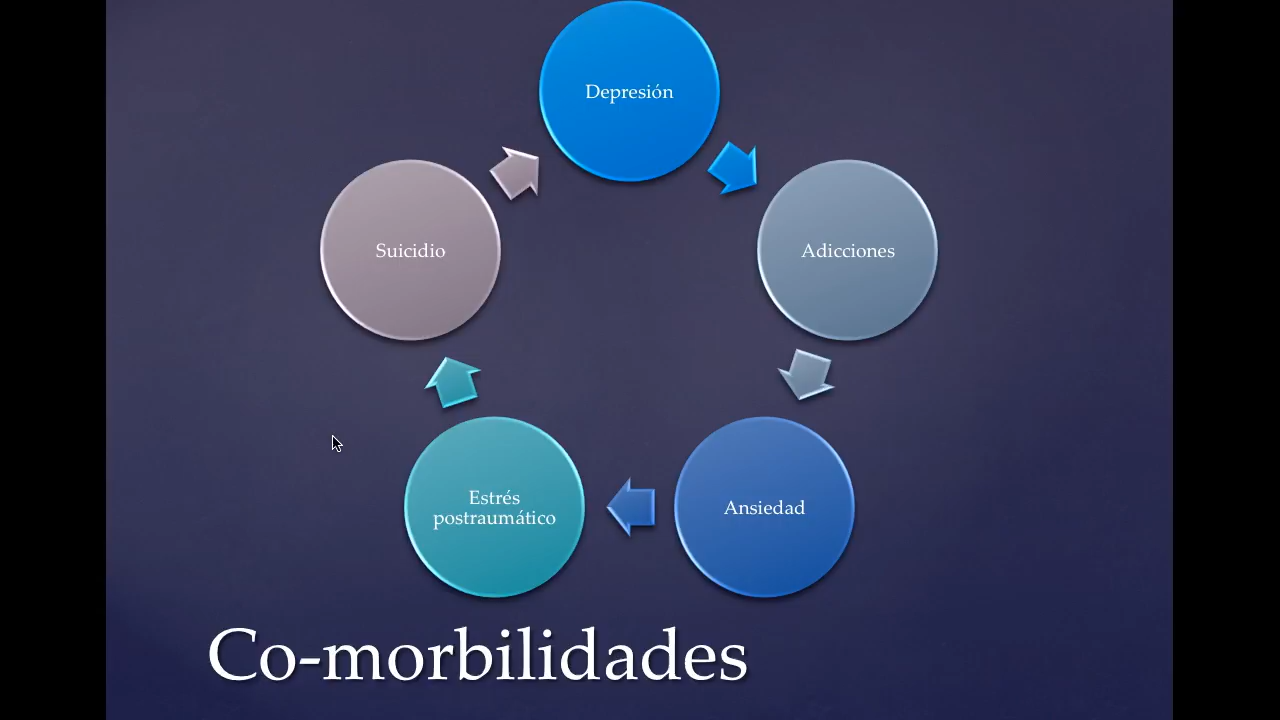 Depresión
Adicciones
Ansiedad
Estrés
postraumático
Suicidio
Co-morbilidades